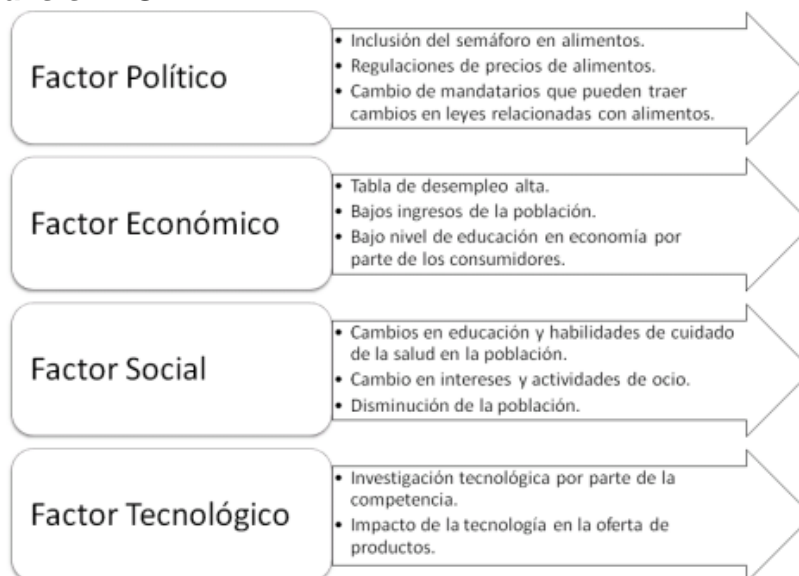 Factor Político
• Inclusión del semáforo en alimentos.
• Regulaciones de precios de alimentos.
• Cambio de mandatarios que pueden traer
cambios en leyes relacionadas con alimentos.
Factor Económico
• Tabla de desempleo alta.
• Bajos ingresos de la población.
• Bajo nivel de educación en economía por
parte de los consumidores.
Factor Social
• Cambios en educación y habilidades de cuidado
de la salud en la población.
• Cambio en intereses y actividades de ocio.
• Disminución de la población.
Factor Tecnológico
• Investigación tecnológica por parte de la
competencia.
• Impacto de la tecnología en la oferta de
productos.